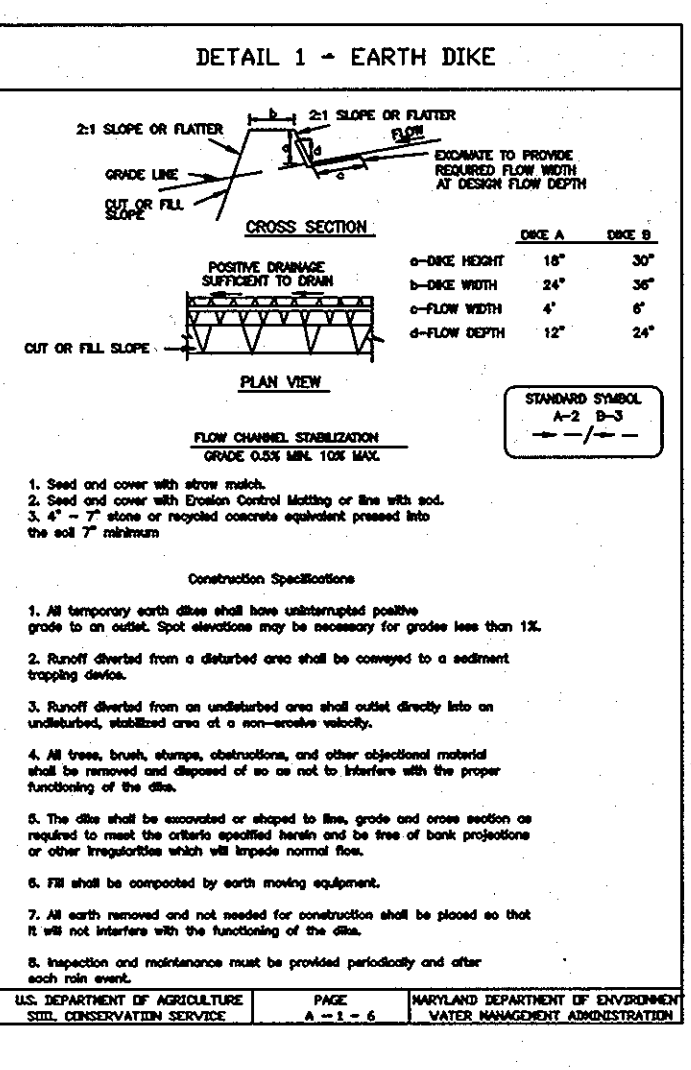 DETAIL 1 - EARTH DIKE
b
2:1 SLOPE OR FLATTER
2:1 SLOPE OR FLATTER
FLOW
a
d
c
GRADE LINE
EXCAVATE TO PROVIDE
REQUIRED FLOW WIDTH
AT DESIGN FLOW DEPTH
CUT OR FILL
SLOPE
CROSS SECTION
DIKE A DIKE B
a-DIKE HEIGHT 18" 30"
b-DIKE WIDTH 24" 36"
c-FLOW WIDTH 4' 6'
d-FLOW DEPTH 12" 24"
POSITIVE DRAINAGE
SUFFICIENT TO DRAIN
CUT OR FILL SLOPE
PLAN VIEW
STANDARD SYMBOL
A-2 B-3
/
FLOW CHANNEL STABILIZATION
GRADE 0.5% MIN. 10% MAX.
1. Seed and cover with straw mulch.
2. Seed and cover with Erosion Control Matting or line with sod.
3. 4" - 7" stone or recycled concrete equivalent pressed into
the soil 7" minimum
Construction Specifications
1. All temporary earth dikes shall have uninterrupted positive
grade to an outlet. Spot elevations may be necessary for grades less than 1%.
2. Runoff diverted from a disturbed area shall be conveyed to a sediment
trapping device.
3. Runoff diverted from an undisturbed area shall outlet directly into an
undisturbed, stabilized area at a non-erosive velocity.
4. All trees, brush, stumps, obstructions, and other objectional material
shall be removed and disposed of so as not to interfere with the proper
functioning of the dike.
5. The dike shall be excavated or shaped to line, grade and cross section as
required to meet the criteria specified herein and be free of bank projections
or other irregularities which will impede normal flow.
6. Fill shall be compacted by earth moving equipment.
7. All earth removed and not needed for construction shall be placed so that
it will not interfere with the functioning of the dike.
8. Inspection and maintenance must be provided periodically and after
each rain event.
U.S. DEPARTMENT OF AGRICULTURE
SOIL CONSERVATION SERVICE
PAGE
A - 1 - 6
MARYLAND DEPARTMENT OF ENVIRONMENT
WATER MANAGEMENT ADMINISTRATION